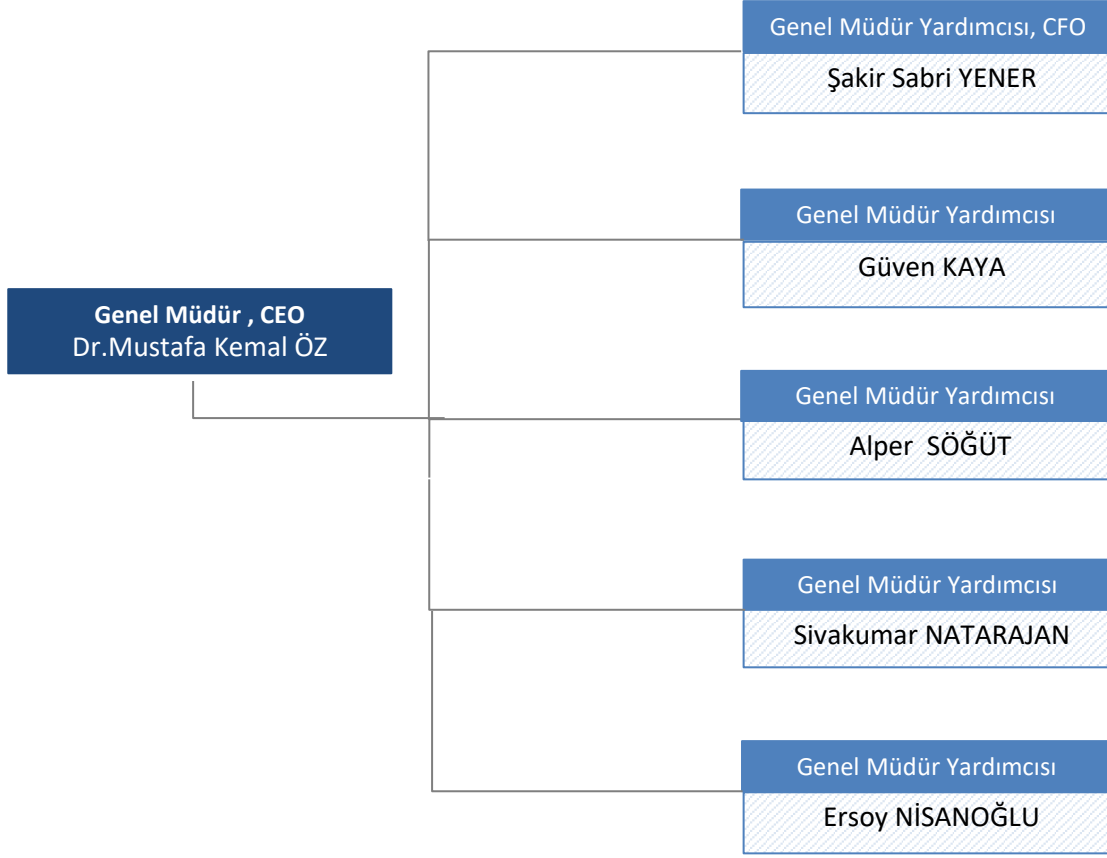 Genel Müdür Yardımcısı, CFO
Şakir Sabri YENER
Genel Müdür Yardımcısı
Güven KAYA
Genel Müdür , CEO
Dr.Mustafa Kemal ÖZ
Genel Müdür Yardımcısı
Alper  SÖĞÜT
Genel Müdür Yardımcısı
Sivakumar NATARAJAN
Genel Müdür Yardımcısı
Ersoy NİSANOĞLU